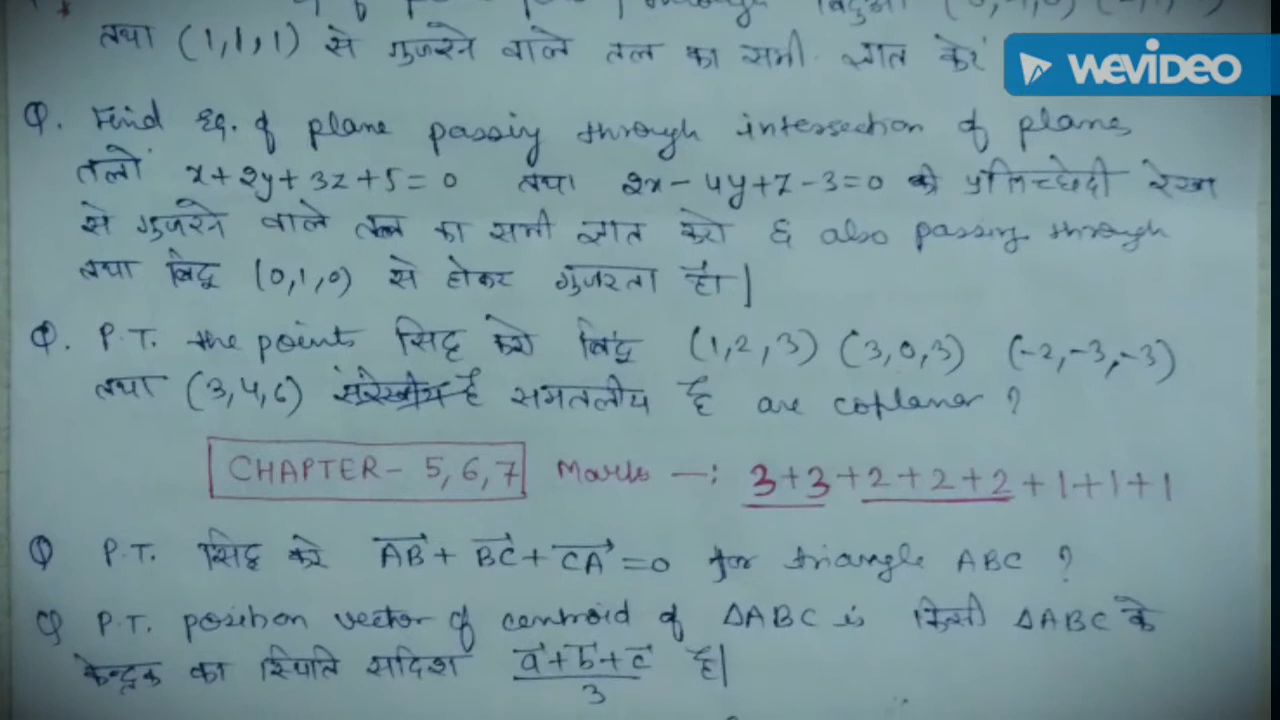 तथा (1,1,1) से गुजरने वाले तल का समी. ज्ञात करें
WEVIDEO
Q. Find Eq. of plane passing through intersection of planes
तलों x+2y+3z+5=0 तथा 2x-4y+z-3=0 की प्रतिच्छेदी रेखा
से गुजरने वाले तल का समी ज्ञात करो & also passing through
तथा बिंदू (0,1,0) से होकर गुजरता है।
Q. P.T. the points सिद्ध करो बिंदु (1,2,3) (3,0,3) (-2,-3,-3)
तथा (3,4,6) संरेखीय है समतलीय है are coplaner ?
CHAPTER - 5,6,7 Marks —: 3+3+2+2+2+1+1+1
Q P.T. सिद्ध करे AB→ + BC→ + CA→ =0 for triangle ABC ?
Q P.T. position vector of centroid of ΔABC is किसी ΔABC के
केन्द्रक का स्थिति सदिश (a→+b→+c→)/3 है।